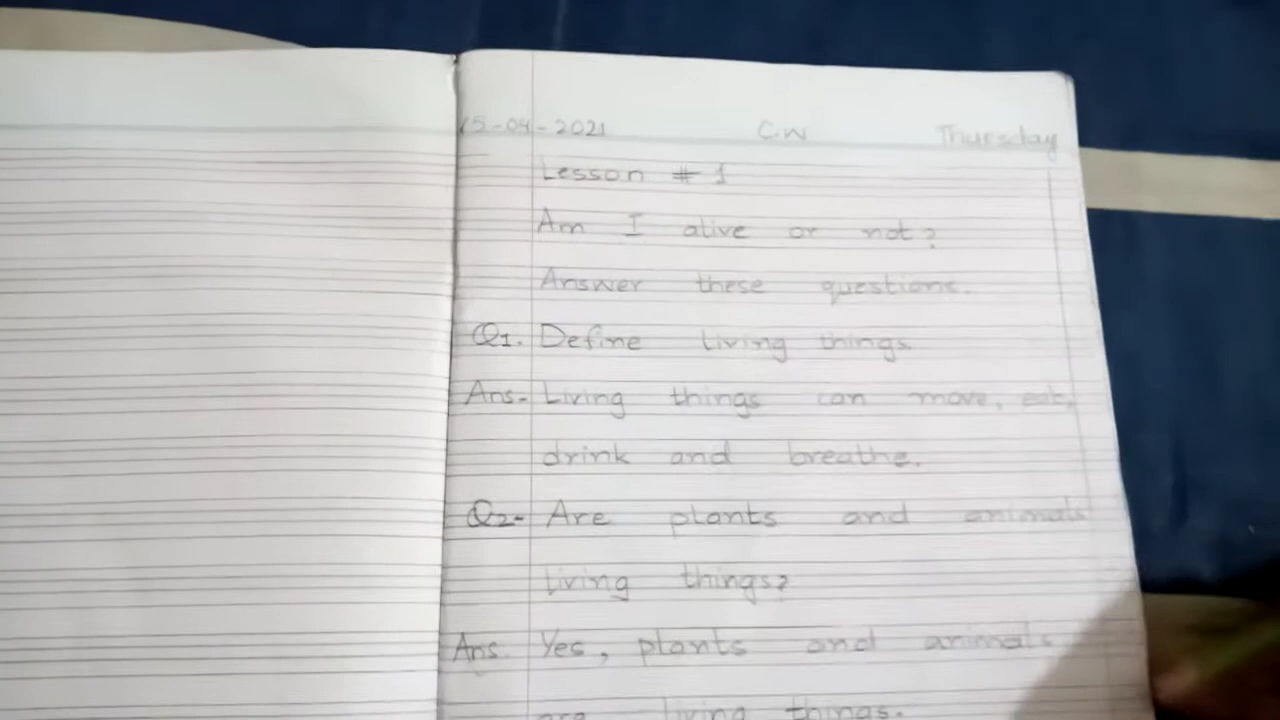 15-04-2021 C.W Thursday
Lesson # 1
Am I alive or not?
Answer these questions.
Q1. Define living things.
Ans- Living things can move, eat,
drink and breathe.
Q2- Are plants and animals
living things?
Ans. Yes, plants and animals
are living things.